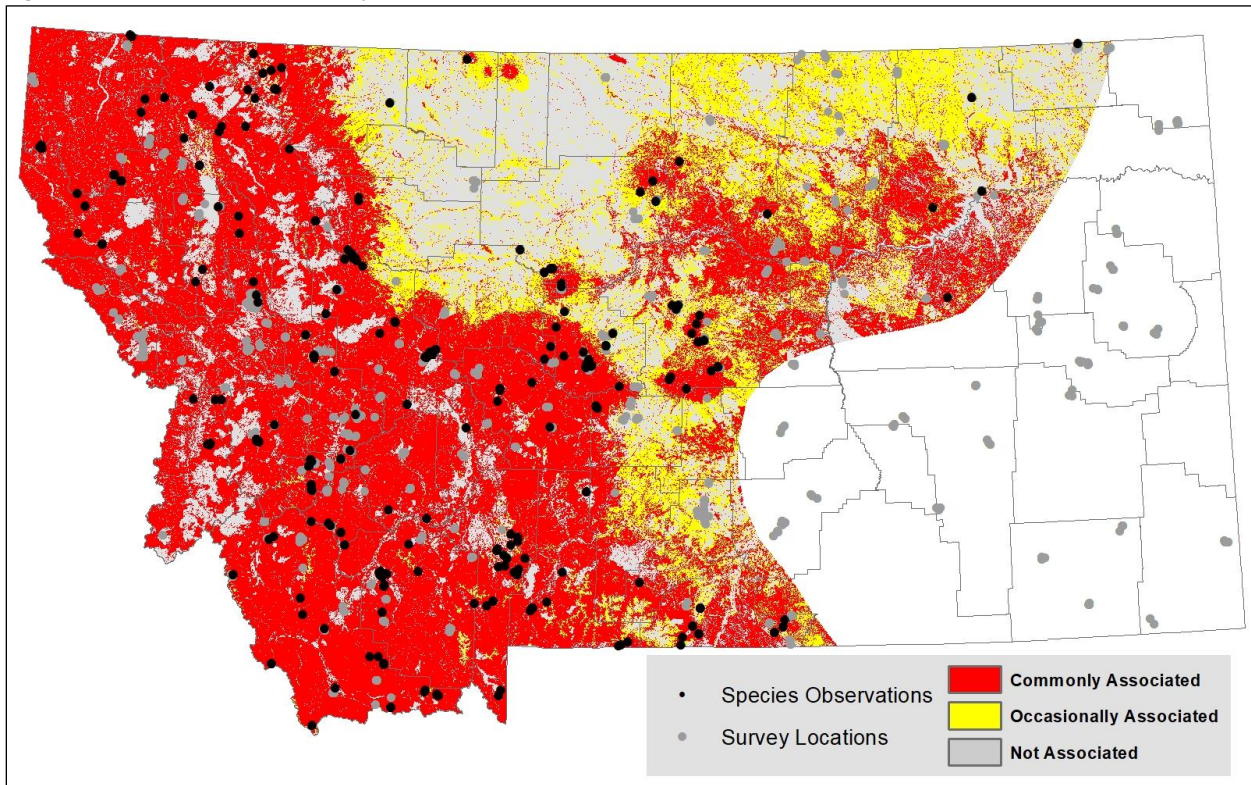 Species Observations
Survey Locations
Commonly Associated
Occasionally Associated
Not Associated